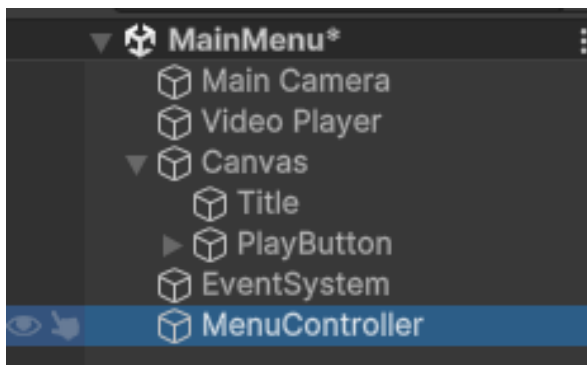 MainMenu*
Main Camera
Video Player
Canvas
Title
PlayButton
EventSystem
MenuController